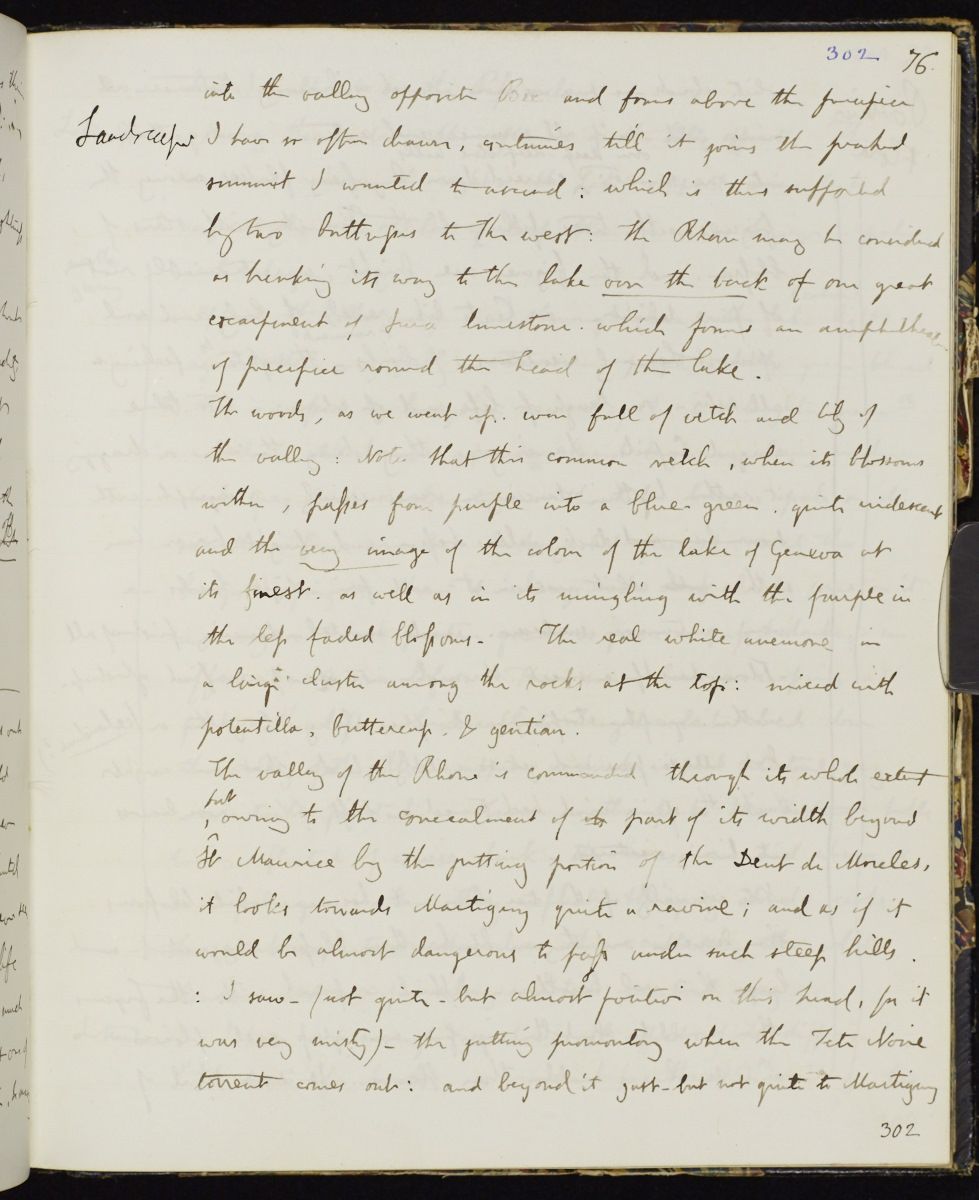 302 76.
into the valley opposite Bex and forms above the precipice
Landscape I have so often drawn, continues till it joins the peaked
summit I wanted to ascend : which is thus supported
by two buttresses to the west: the Rhone may be considered
as breaking its way to the lake over the back of one great
escarpment of Jura limestone. which forms an amphitheatre
of precipice round the head of the lake.
The woods, as we went up. were full of vetch and lily of
the valley : Note that this common vetch, when its blossoms
wither, passes from purple into a blue green. quite iridescent
and the very image of the colour of the lake of Geneva at
its finest. as well as in its mingling with the purple in
the less faded blossoms - The real white anemone in
a large cluster among the rocks at the top: mixed with
potentilla, buttercup. & gentian.
The valley of the Rhone is commanded through its whole extent
but
, owing to the concealment of its part of its width beyond
St Maurice by the jutting portion of the Dent de Morcles,
it looks towards Martigny quite a ravine; and as if it
would be almost dangerous to pass under such steep hills.
: I saw - (not quite - but almost positive on this head, for it
was very misty) - the jutting promontory where the Tete Noire
torrent comes out: and beyond it just - but not quite to Martigny
302